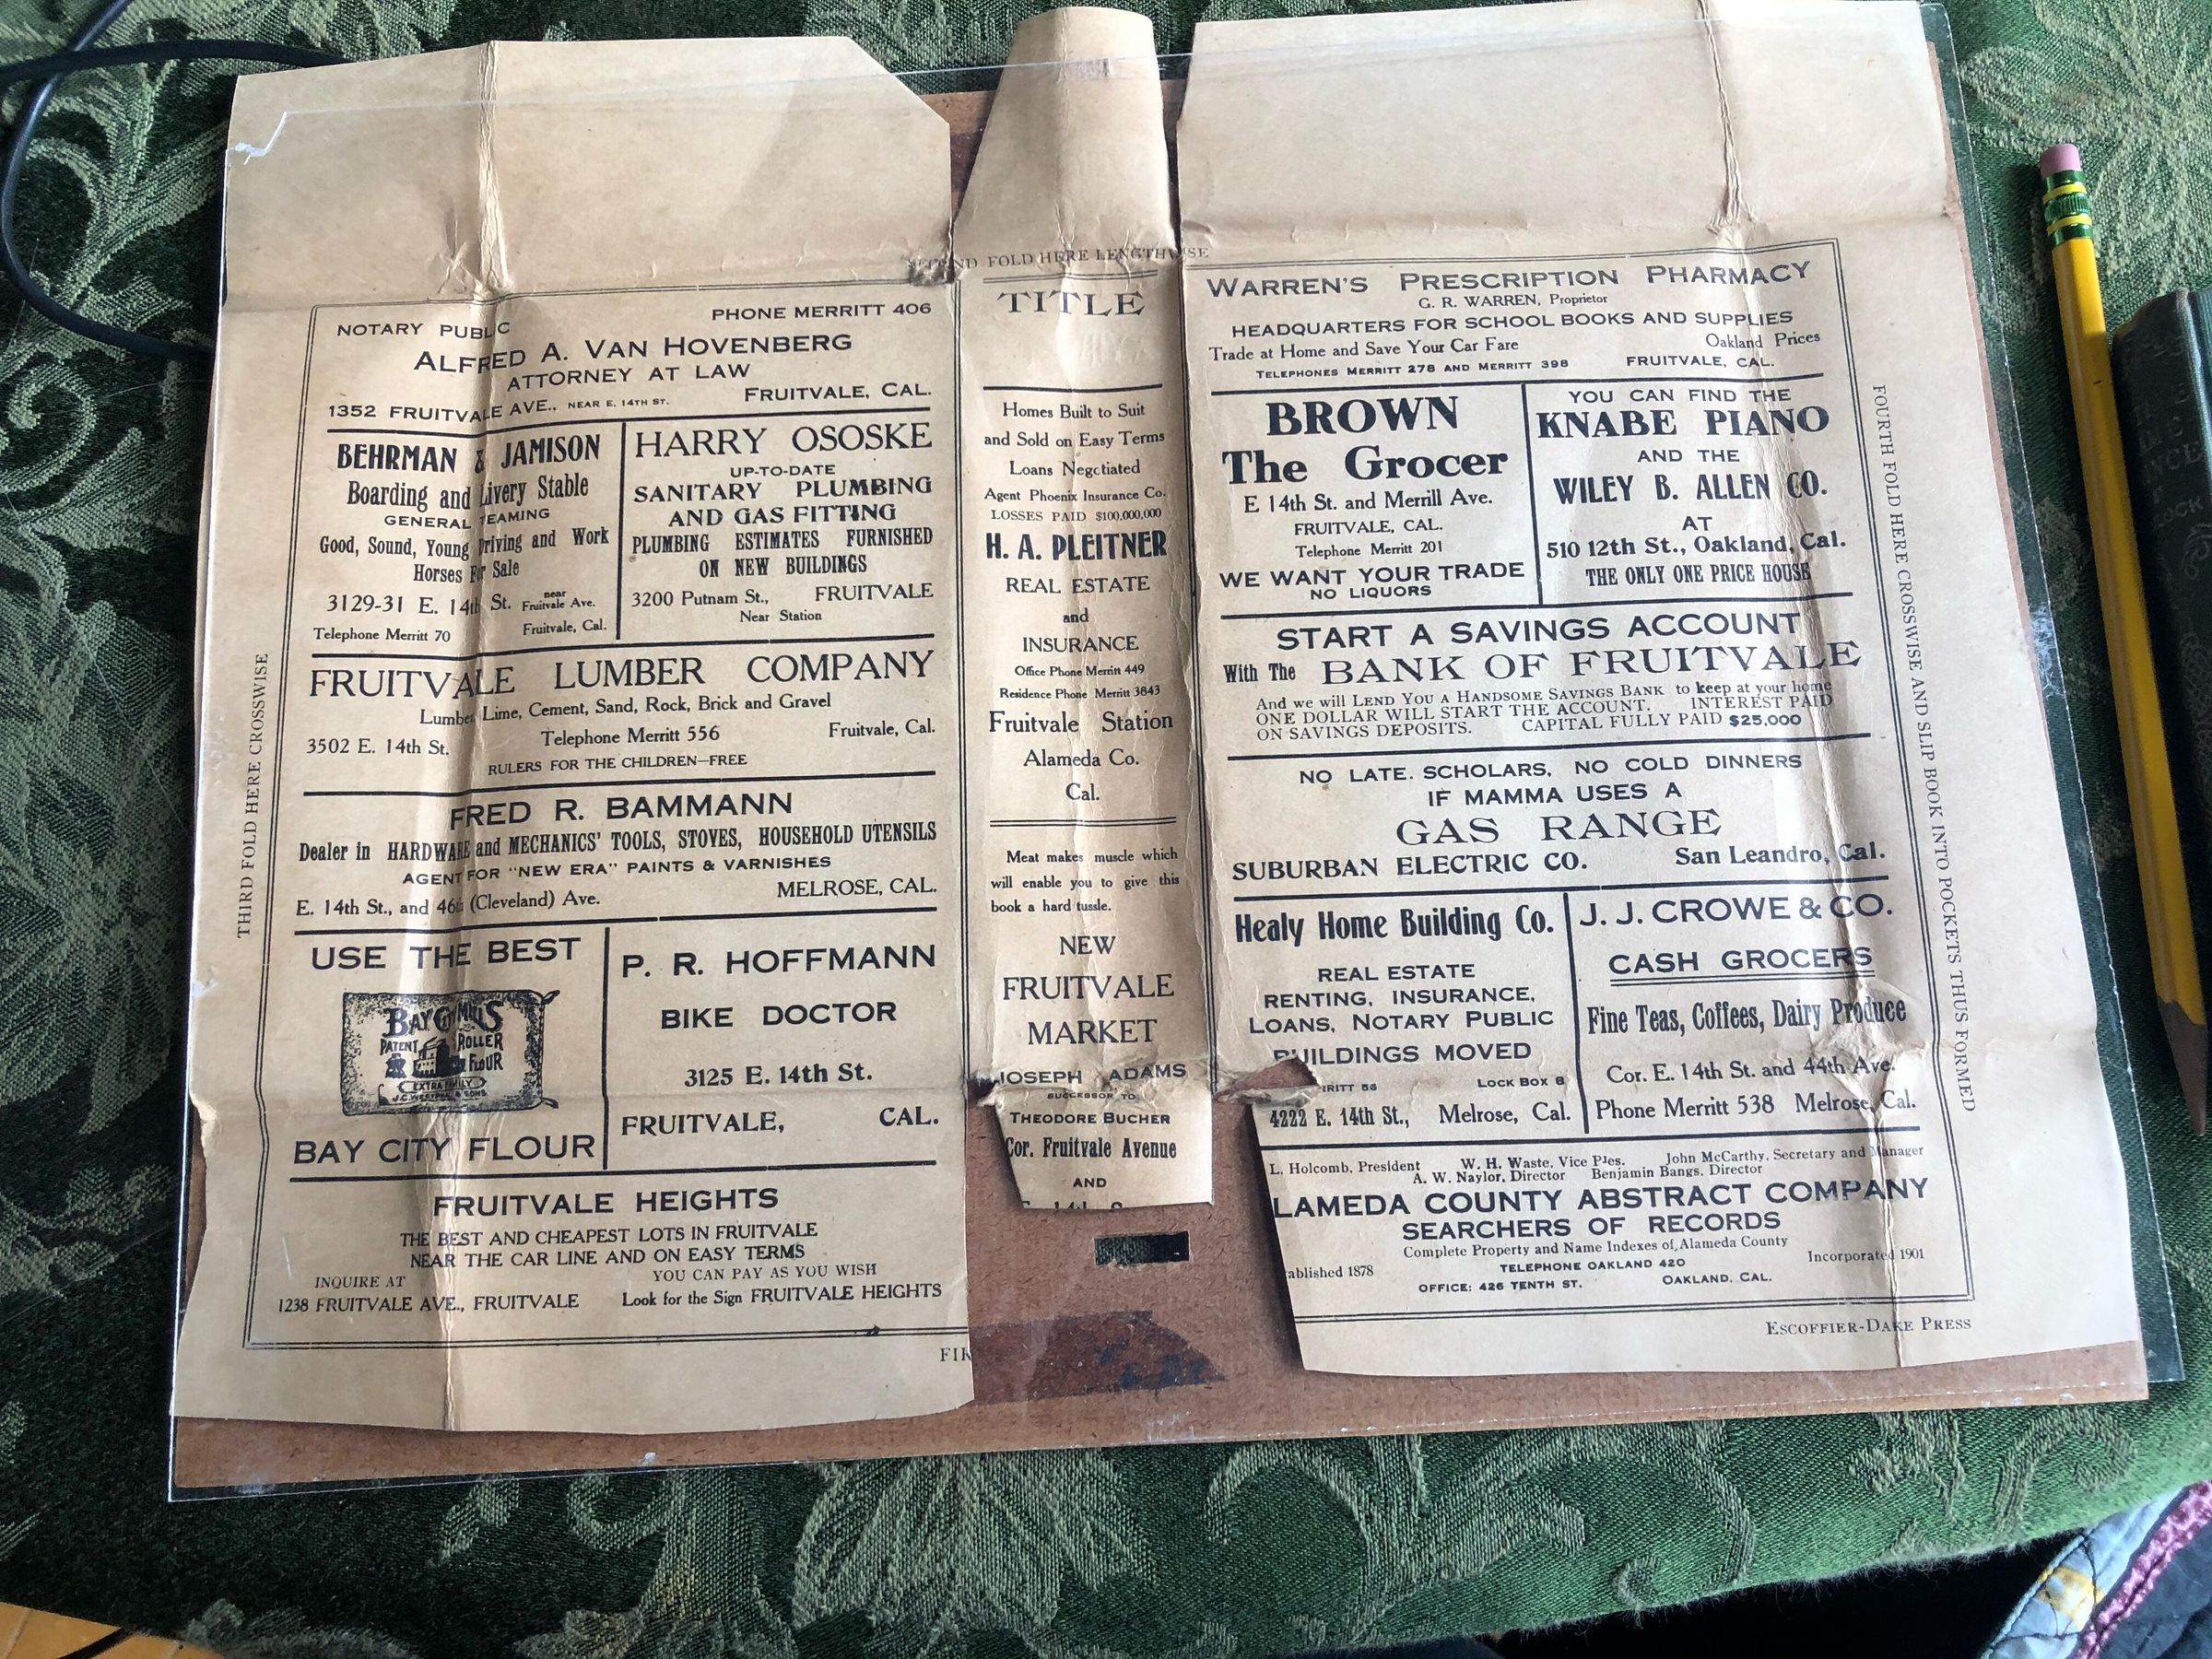 SECOND FOLD HERE LENGTHWISE
THIRD FOLD HERE CROSSWISE
NOTARY PUBLIC
PHONE MERRITT 406
ALFRED A. VAN HOVENBERG
ATTORNEY AT LAW
1352 FRUITVALE AVE., NEAR E. 14TH ST. FRUITVALE, CAL.
BEHRMAN & JAMISON
Boarding and Livery Stable
GENERAL TEAMING
Good, Sound, Young Driving and Work
Horses For Sale
3129-31 E. 14th St. near Fruitvale Ave.
Telephone Merritt 70 Fruitvale, Cal.
HARRY OSOSKE
UP-TO-DATE
SANITARY PLUMBING
AND GAS FITTING
PLUMBING ESTIMATES FURNISHED
ON NEW BUILDINGS
3200 Putnam St., FRUITVALE
Near Station
FRUITVALE LUMBER COMPANY
Lumber Lime, Cement, Sand, Rock, Brick and Gravel
3502 E. 14th St. Telephone Merritt 556 Fruitvale, Cal.
RULERS FOR THE CHILDREN—FREE
FRED R. BAMMANN
Dealer in HARDWARE and MECHANICS' TOOLS, STOVES, HOUSEHOLD UTENSILS
AGENT FOR "NEW ERA" PAINTS & VARNISHES
E. 14th St., and 46th (Cleveland) Ave. MELROSE, CAL.
USE THE BEST
BAY CITY MILLS
PATENT ROLLER
FLOUR
EXTRA FAMILY
J.C. WESTPHAL & SONS
BAY CITY FLOUR
P. R. HOFFMANN
BIKE DOCTOR
3125 E. 14th St.
FRUITVALE, CAL.
FRUITVALE HEIGHTS
THE BEST AND CHEAPEST LOTS IN FRUITVALE
NEAR THE CAR LINE AND ON EASY TERMS
INQUIRE AT YOU CAN PAY AS YOU WISH
1238 FRUITVALE AVE., FRUITVALE Look for the Sign FRUITVALE HEIGHTS
TITLE
Homes Built to Suit
and Sold on Easy Terms
Loans Negotiated
Agent Phoenix Insurance Co.
LOSSES PAID $100,000,000
H. A. PLEITNER
REAL ESTATE
and
INSURANCE
Office Phone Merritt 449
Residence Phone Merritt 3843
Fruitvale Station
Alameda Co.
Cal.
Meat makes muscle which
will enable you to give this
book a hard tussle.
NEW
FRUITVALE
MARKET
JOSEPH ADAMS
SUCCESSOR TO
THEODORE BUCHER
Cor. Fruitvale Avenue
AND
WARREN'S PRESCRIPTION PHARMACY
G. R. WARREN, Proprietor
HEADQUARTERS FOR SCHOOL BOOKS AND SUPPLIES
Trade at Home and Save Your Car Fare Oakland Prices
TELEPHONES MERRITT 278 AND MERRITT 398 FRUITVALE, CAL.
BROWN
The Grocer
E 14th St. and Merrill Ave.
FRUITVALE, CAL.
Telephone Merritt 201
WE WANT YOUR TRADE
NO LIQUORS
YOU CAN FIND THE
KNABE PIANO
AND THE
WILEY B. ALLEN CO.
AT
510 12th St., Oakland, Cal.
THE ONLY ONE PRICE HOUSE
START A SAVINGS ACCOUNT
With The BANK OF FRUITVALE
And we will LEND YOU A HANDSOME SAVINGS BANK to keep at your home
ONE DOLLAR WILL START THE ACCOUNT. INTEREST PAID
ON SAVINGS DEPOSITS. CAPITAL FULLY PAID $25,000
NO LATE. SCHOLARS, NO COLD DINNERS
IF MAMMA USES A
GAS RANGE
SUBURBAN ELECTRIC CO. San Leandro, Cal.
Healy Home Building Co.
REAL ESTATE
RENTING, INSURANCE,
LOANS, NOTARY PUBLIC
BUILDINGS MOVED
RRITT 56 LOCK BOX 8
4222 E. 14th St., Melrose, Cal.
J. J. CROWE & CO.
CASH GROCERS
Fine Teas, Coffees, Dairy Produce
Cor. E. 14th St. and 44th Ave.
Phone Merritt 538 Melrose, Cal.
L. Holcomb, President W. H. Waste, Vice Pres. John McCarthy, Secretary and Manager
A. W. Naylor, Director Benjamin Bangs, Director
LAMEDA COUNTY ABSTRACT COMPANY
SEARCHERS OF RECORDS
Complete Property and Name Indexes of Alameda County
ablished 1878 TELEPHONE OAKLAND 420 Incorporated 1901
OFFICE: 426 TENTH ST. OAKLAND, CAL.
FOURTH FOLD HERE CROSSWISE AND SLIP BOOK INTO POCKETS THUS FORMED
ESCOFFIER-DAKE PRESS